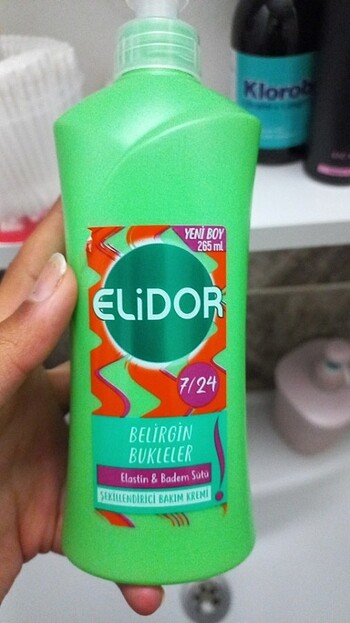 Klorob
YENİ BOY
265 ml
ELiDOR
7/24
BELİRGİN
BUKLELER
Elastin & Badem Sütü
ŞEKİLLENDİRİCİ BAKIM KREMİ